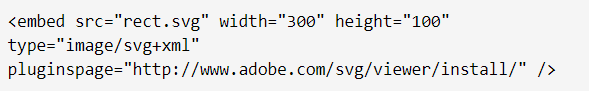 <embed src="rect.svg" width="300" height="100"
type="image/svg+xml"
pluginspage="http://www.adobe.com/svg/viewer/install/" />